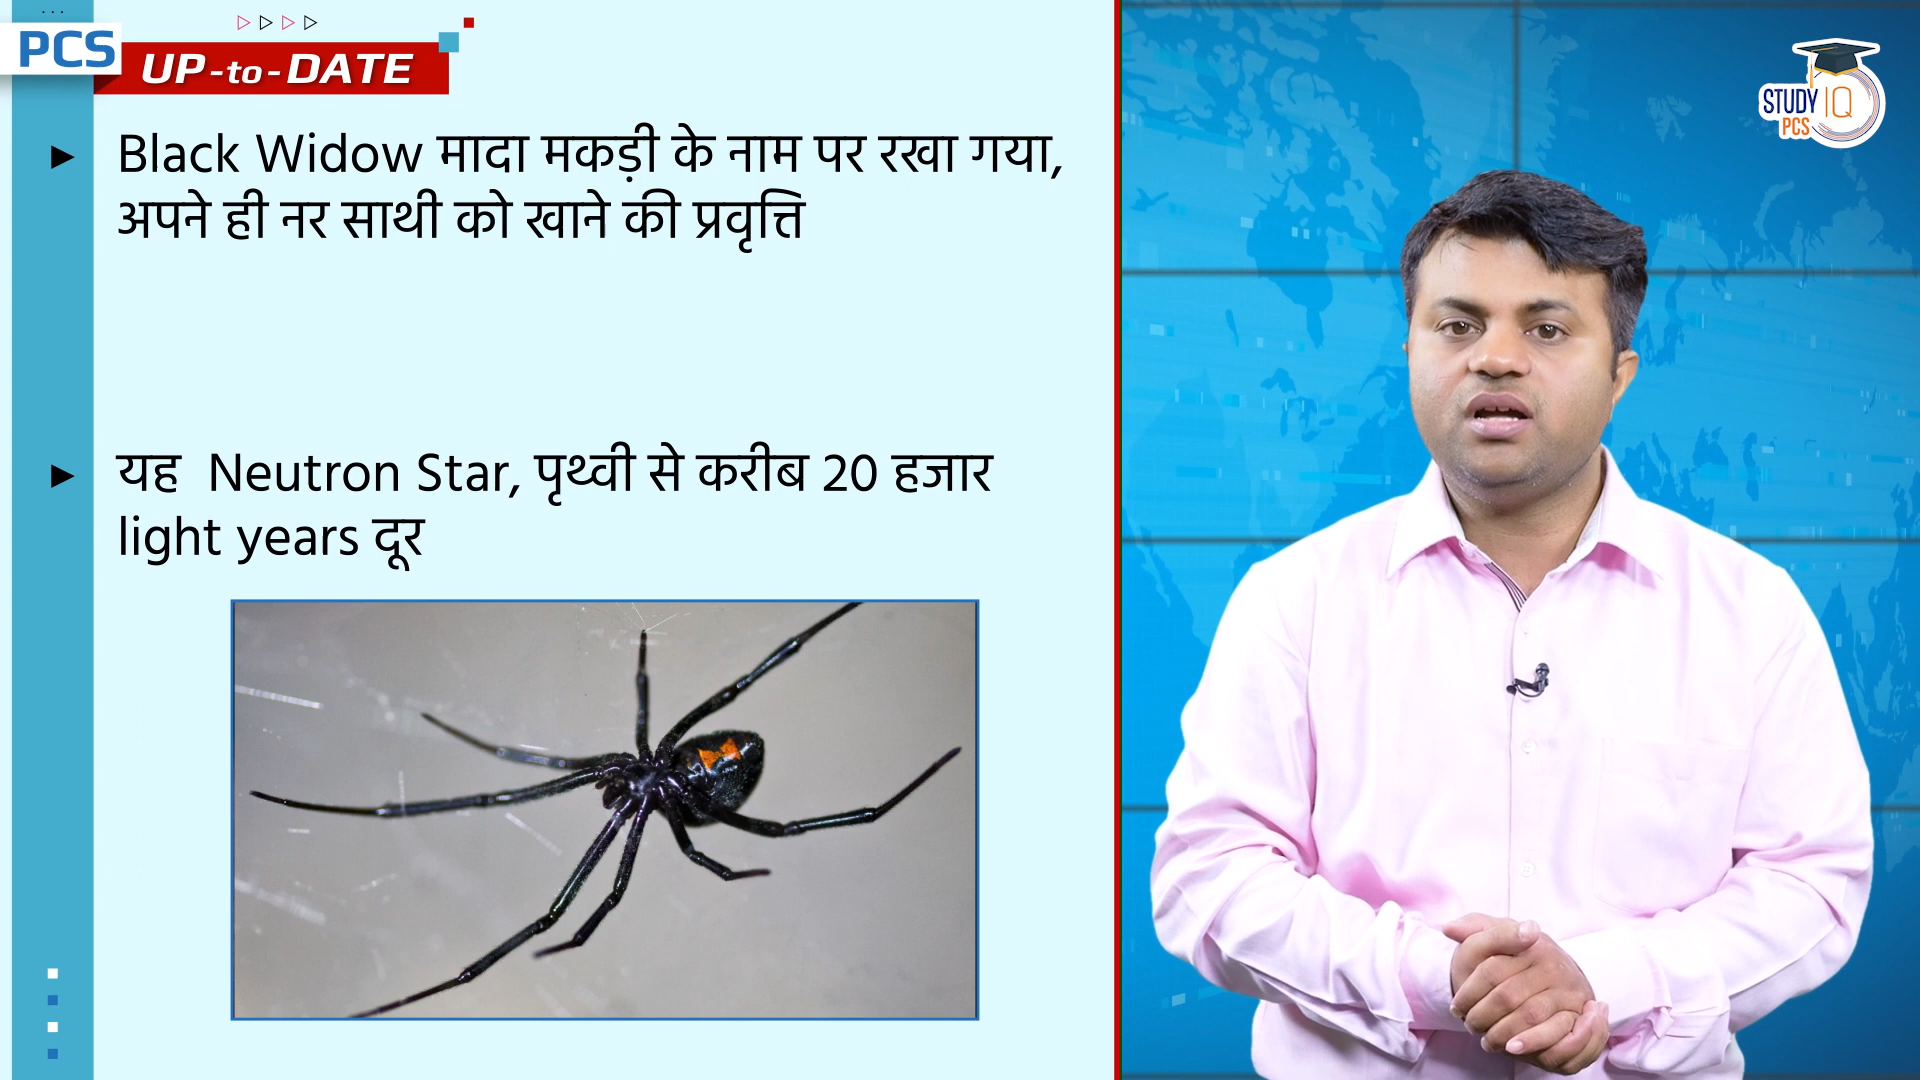 PCS
UP-to-DATE
STUDY IQ
PCS
Black Widow मादा मकड़ी के नाम पर रखा गया,
अपने ही नर साथी को खाने की प्रवृत्ति
यह Neutron Star, पृथ्वी से करीब 20 हजार
light years दूर